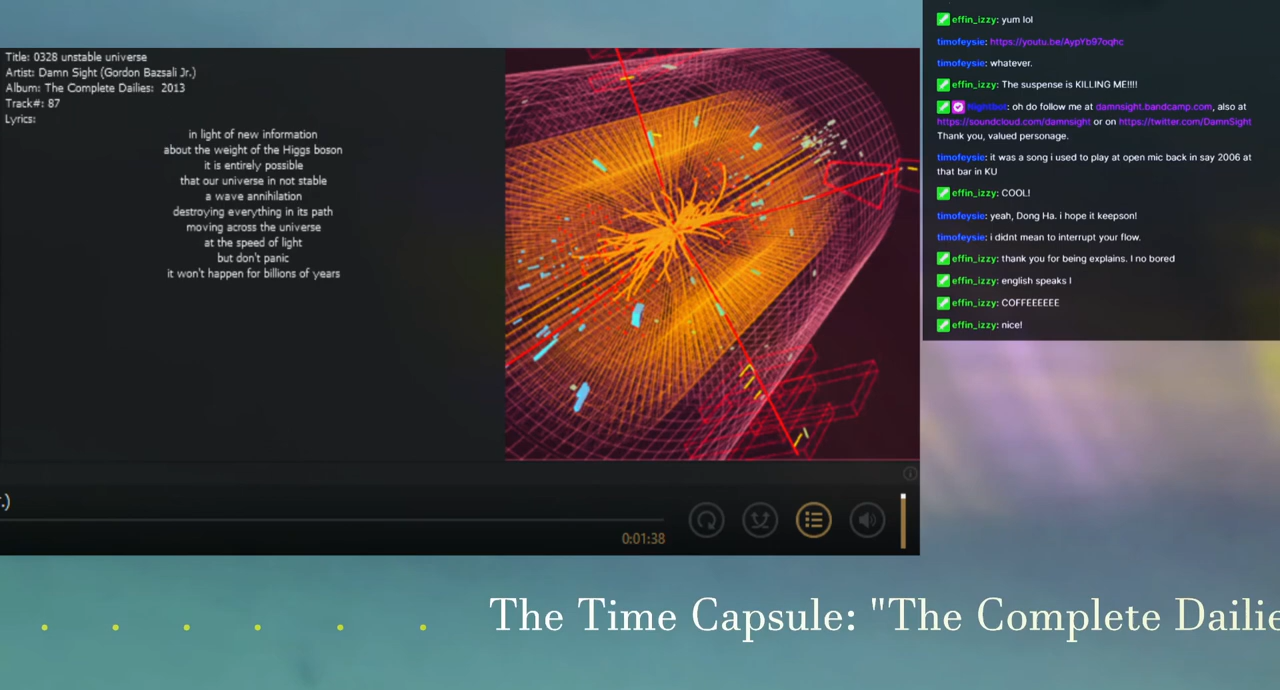 Title: 0328 unstable universe
Artist: Damn Sight (Gordon Bazsali Jr.)
Album: The Complete Dailies: 2013
Track#: 87
Lyrics:
in light of new information
about the weight of the Higgs boson
it is entirely possible
that our universe in not stable
a wave annihilation
destroying everything in its path
moving across the universe
at the speed of light
but don't panic
it won't happen for billions of years
.)
0:01:38
effin_izzy: yum lol
timofeysie: https://youtu.be/AypYb97oqhc
timofeysie: whatever.
effin_izzy: The suspense is KILLING ME!!!!
Nightbot: oh do follow me at damnsight.bandcamp.com, also at
https://soundcloud.com/damnsight or on https://twitter.com/DamnSight
Thank you, valued personage.
timofeysie: it was a song i used to play at open mic back in say 2006 at
that bar in KU
effin_izzy: COOL!
timofeysie: yeah, Dong Ha. i hope it keepson!
timofeysie: i didnt mean to interrupt your flow.
effin_izzy: thank you for being explains. I no bored
effin_izzy: english speaks I
effin_izzy: COFFEEEEEE
effin_izzy: nice!
The Time Capsule: "The Complete Dailie